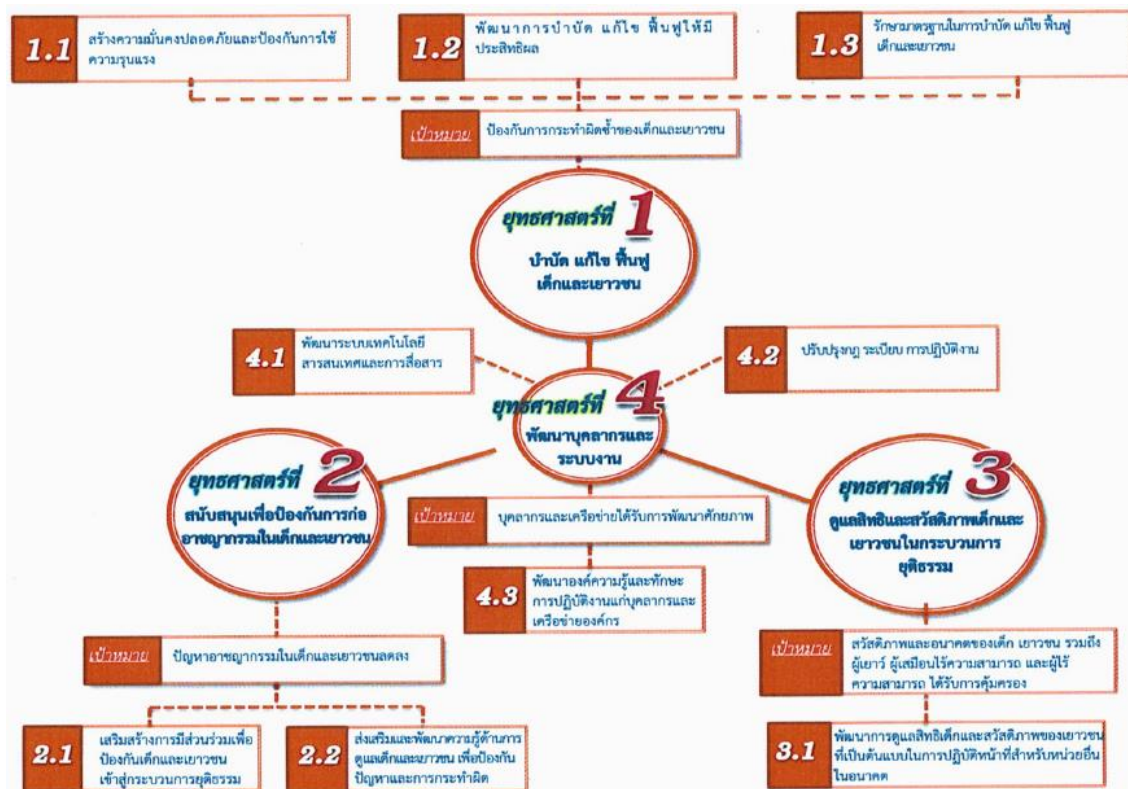 1.1
สร้างความมั่นคงปลอดภัยและป้องกันการใช้
ความรุนแรง
1.2
พัฒนาการบำบัด แก้ไข ฟื้นฟูให้มี
ประสิทธิผล
1.3
รักษามาตรฐานในการบำบัด แก้ไข ฟื้นฟู
เด็กและเยาวชน
เป้าหมาย
ป้องกันการกระทำผิดซ้ำของเด็กและเยาวชน
ยุทธศาสตร์ที่ 1
บำบัด แก้ไข ฟื้นฟู
เด็กและเยาวชน
4.1
พัฒนาระบบเทคโนโลยี
สารสนเทศและการสื่อสาร
4.2
ปรับปรุงกฎ ระเบียบ การปฏิบัติงาน
ยุทธศาสตร์ที่ 4
พัฒนาบุคลากรและ
ระบบงาน
ยุทธศาสตร์ที่ 2
สนับสนุนเพื่อป้องกันการก่อ
อาชญากรรมในเด็กและเยาวชน
ยุทธศาสตร์ที่ 3
ดูแลสิทธิและสวัสดิภาพเด็กและ
เยาวชนในกระบวนการ
ยุติธรรม
เป้าหมาย
บุคลากรและเครือข่ายได้รับการพัฒนาศักยภาพ
4.3
พัฒนาองค์ความรู้และทักษะ
การปฏิบัติงานแก่บุคลากรและ
เครือข่ายองค์กร
เป้าหมาย
ปัญหาอาชญากรรมในเด็กและเยาวชนลดลง
เป้าหมาย
สวัสดิภาพและอนาคตของเด็ก เยาวชน รวมถึง
ผู้เยาว์ ผู้เสมือนไร้ความสามารถ และผู้ไร้
ความสามารถ ได้รับการคุ้มครอง
2.1
เสริมสร้างการมีส่วนร่วมเพื่อ
ป้องกันเด็กและเยาวชน
เข้าสู่กระบวนการยุติธรรม
2.2
ส่งเสริมและพัฒนาความรู้ด้านการ
ดูแลเด็กและเยาวชน เพื่อป้องกัน
ปัญหาและการกระทำผิด
3.1
พัฒนาการดูแลสิทธิเด็กและสวัสดิภาพของเยาวชน
ที่เป็นต้นแบบในการปฏิบัติหน้าที่สำหรับหน่วยอื่น
ในอนาคต